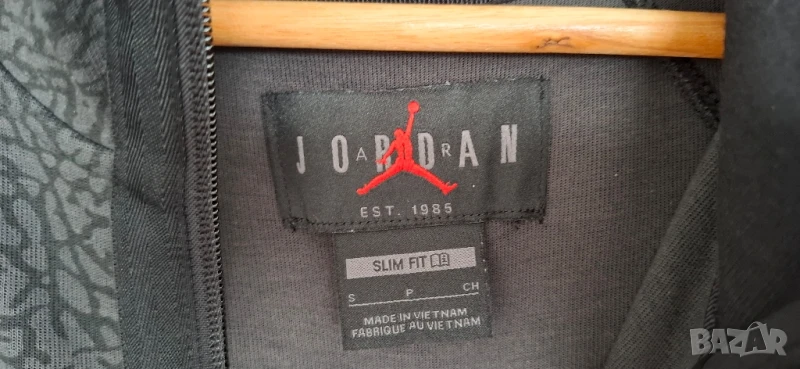 JORDAN
AIR
EST. 1985
SLIM FIT
S P CH
MADE IN VIETNAM
FABRIQUE AU VIETNAM
BAZAR